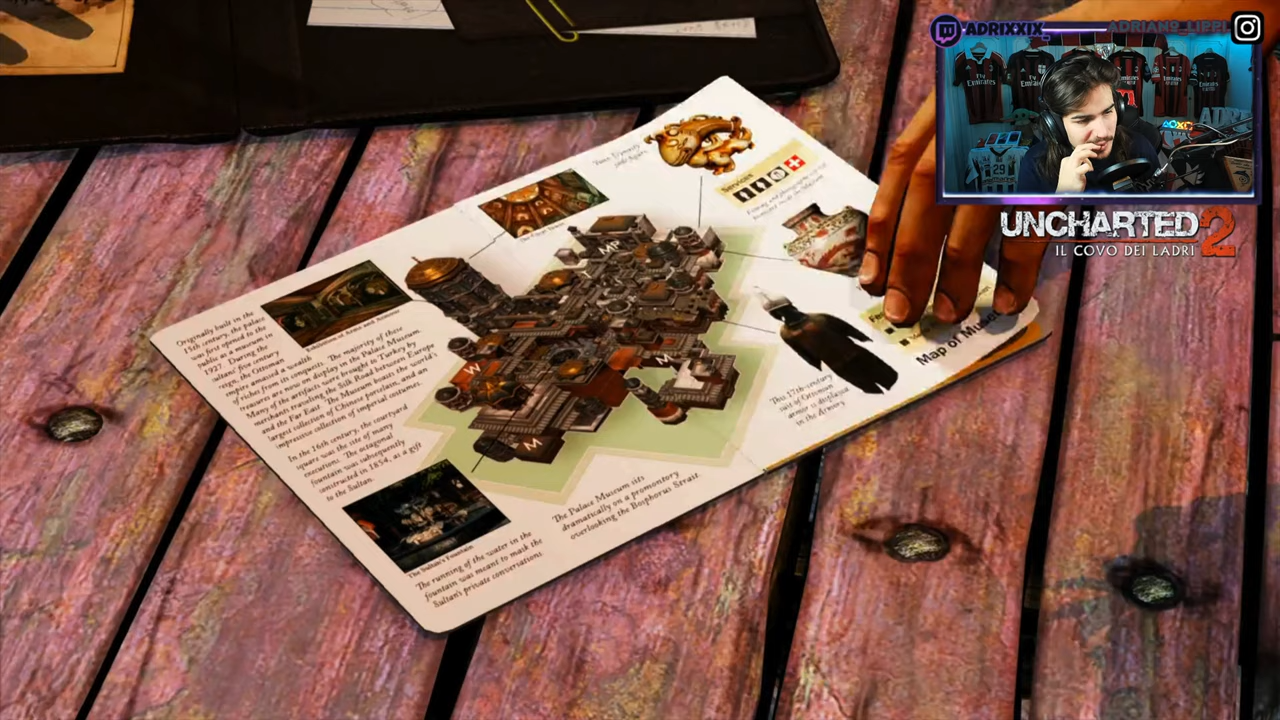 ADRIXXIX_
ADRIANO_LIPPI
Fly
Emirates
29
UNCHARTED 2
IL COVO DEI LADRI
Services
Map of
Originally built in the
15th century, the palace
was first opened to the
public as a museum in
1927. During the
sultans' five century
reign, the Ottoman
empire amassed a wealth
of riches from its conquests. The majority of these
treasures are now on display in the Palace Museum.
Many of the artifacts were brought to Turkey by
merchants traveling the Silk Road between Europe
and the Far East. The Museum boasts the world's
largest collection of Chinese porcelain, and an
impressive collection of imperial costumes.
In the 16th century, the courtyard
square was the site of many
executions. The octagonal
fountain was subsequently
constructed in 1854, as a gift
to the Sultan.
The Sultan's Fountain
The running of the water in the
fountain was meant to mask the
Sultan's private conversations.
The Palace Museum sits
dramatically on a promontory
overlooking the Bosphorus Strait.
This 17th-century
suit of Ottoman
armor is displayed
in the Armory.
W
M
M